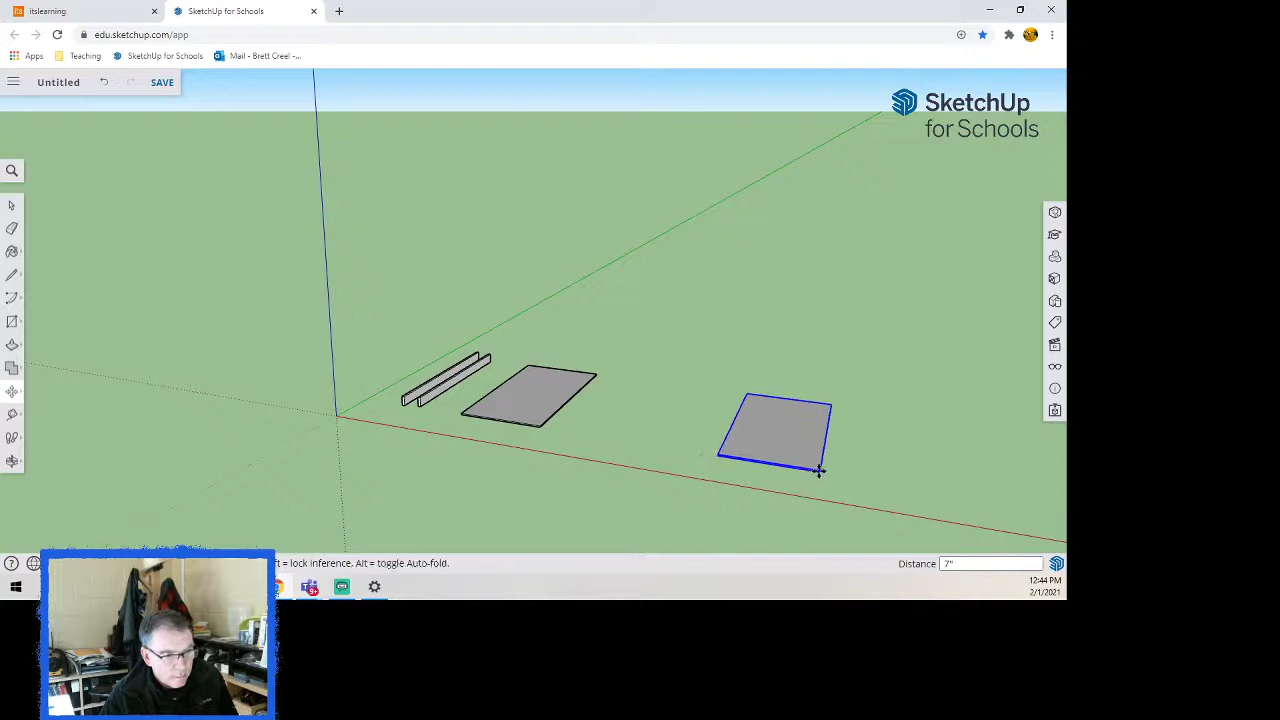 itslearning
SketchUp for Schools
edu.sketchup.com/app
Apps
Teaching
SketchUp for Schools
Mail - Brett Creel -...
Untitled
SAVE
SketchUp
for Schools
= lock inference, Alt = toggle Auto-fold.
Distance
7"
9+
12:44 PM
2/1/2021